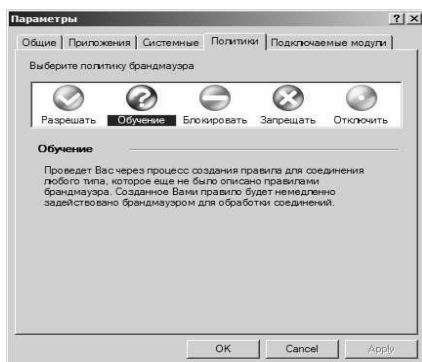 Параметры ? x
Общие Приложения Системные Политики Подключаемые модули
Выберите политику брандмауэра
Разрешать Обучение Блокировать Запрещать Отключить
Обучение
Проведет Вас через процесс создания правила для соединения
любого типа, которое еще не было описано правилами
брандмауэра. Созданное Вами правило будет немедленно
задействовано брандмауэром для обработки соединений.
OK Cancel Apply